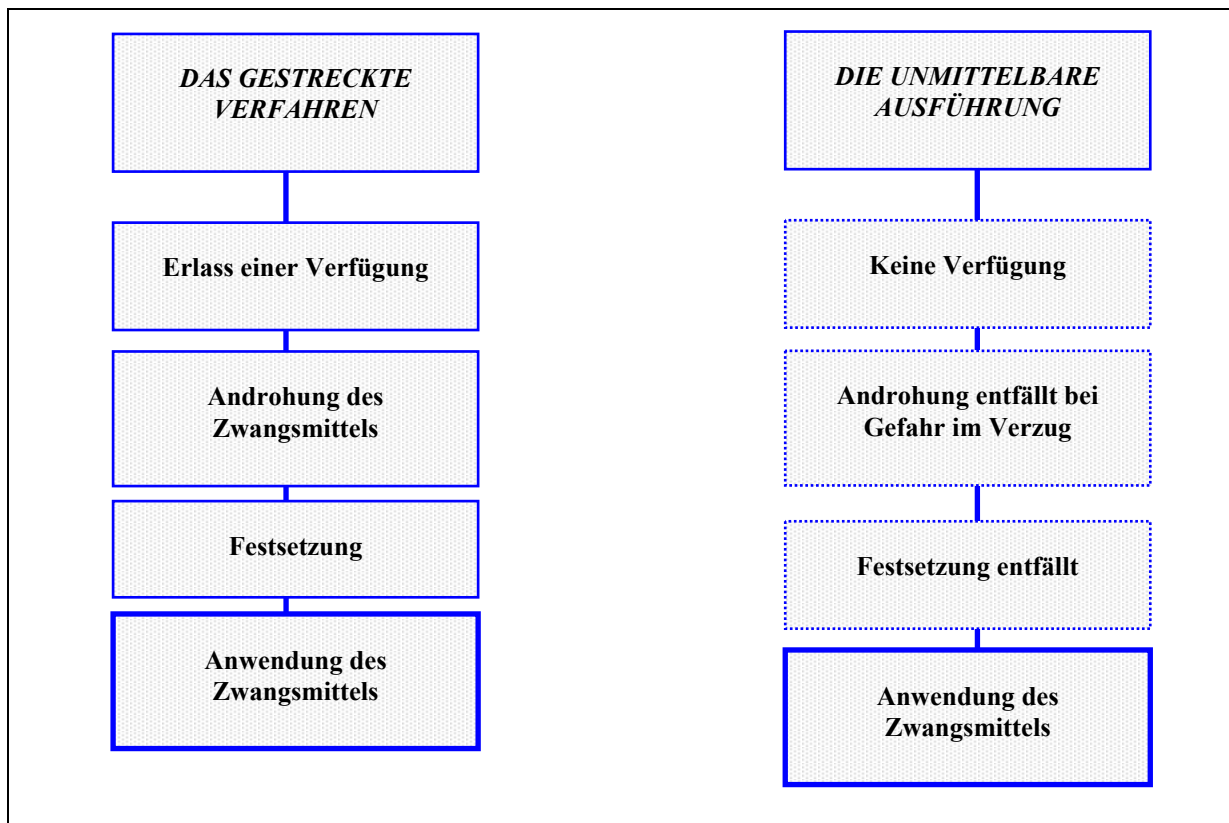 DAS GESTRECKTE
VERFAHREN
Erlass einer Verfügung
Androhung des
Zwangsmittels
Festsetzung
Anwendung des
Zwangsmittels
DIE UNMITTELBARE
AUSFÜHRUNG
Keine Verfügung
Androhung entfällt bei
Gefahr im Verzug
Festsetzung entfällt
Anwendung des
Zwangsmittels